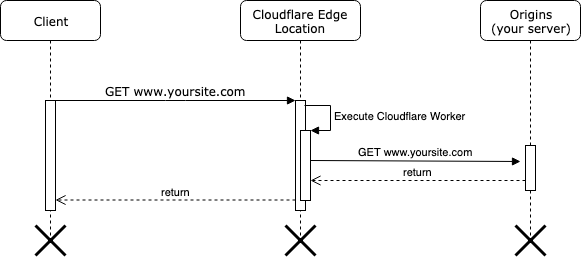 Client
Cloudflare Edge
Location
Origins
(your server)
GET www.yoursite.com
Execute Cloudflare Worker
GET www.yoursite.com
return
return